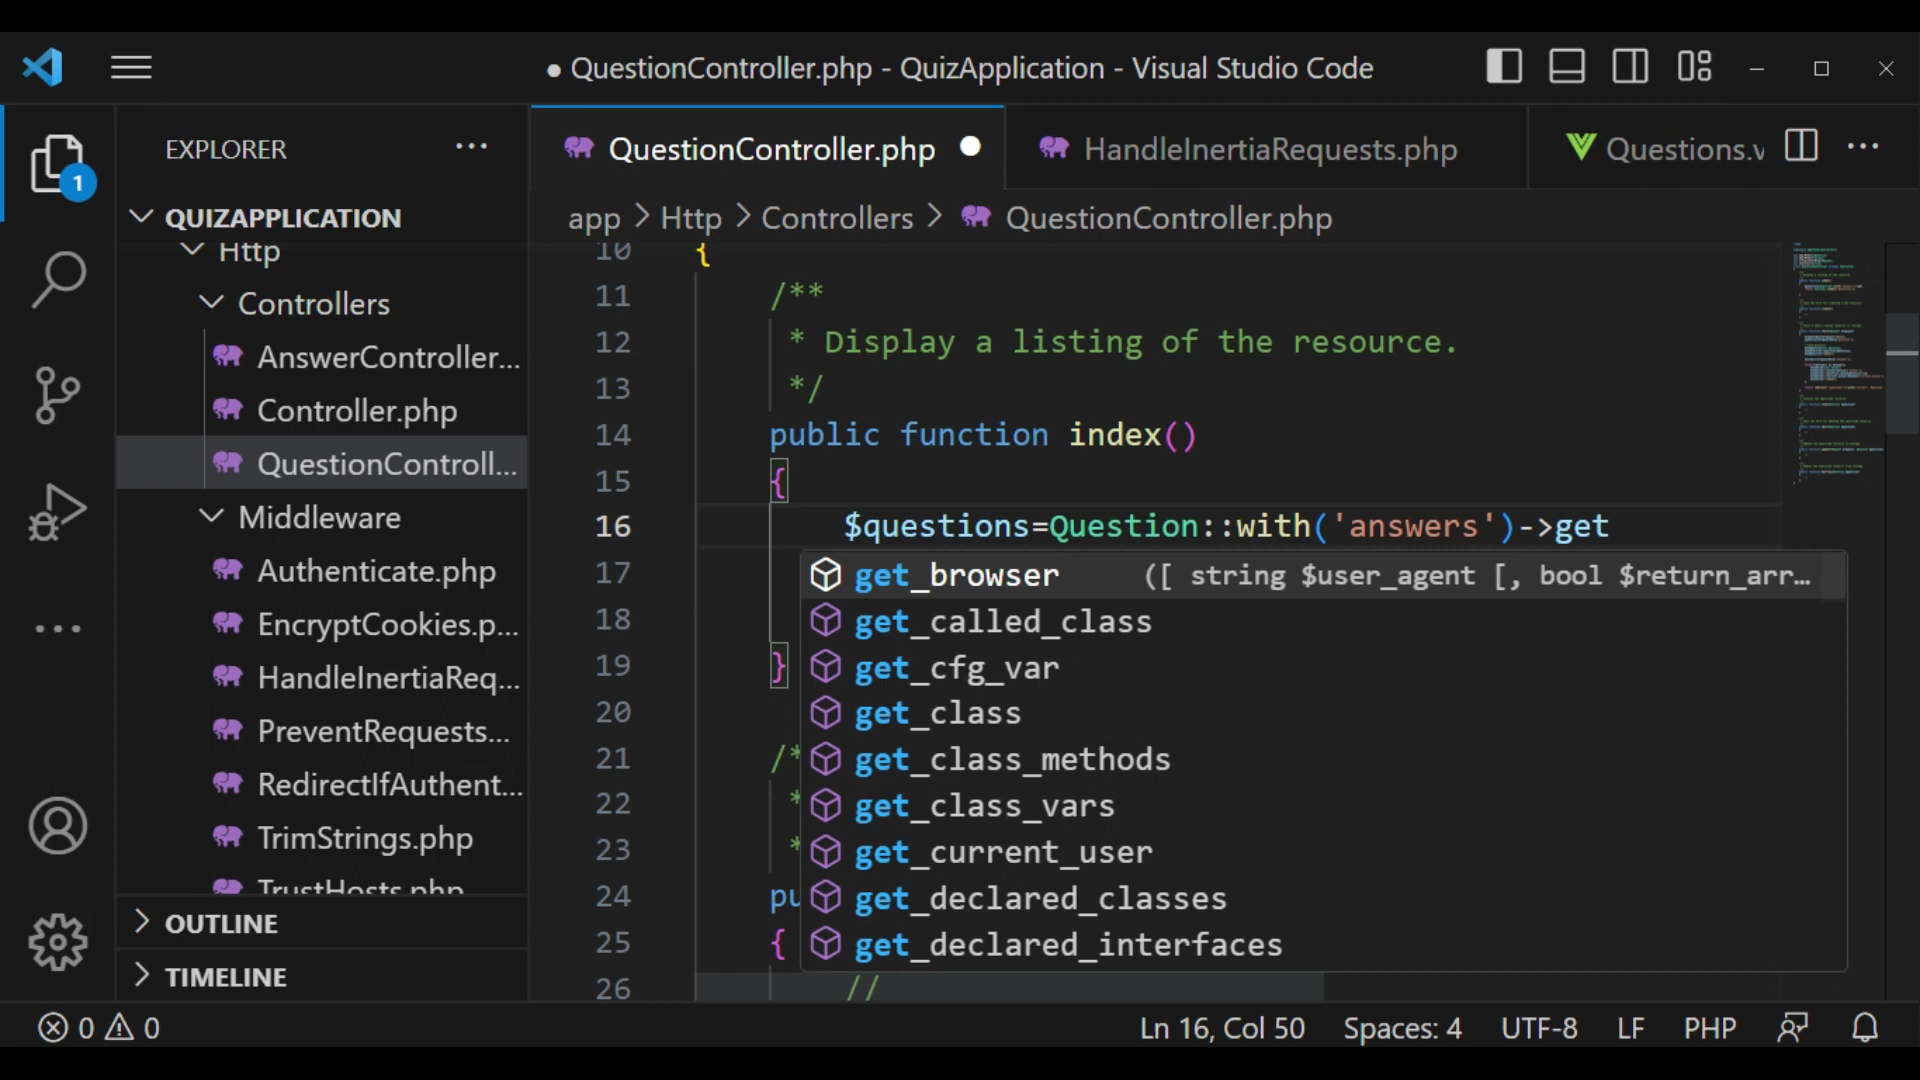 ● QuestionController.php - QuizApplication - Visual Studio Code
EXPLORER ···
1
QUIZAPPLICATION
Http
Controllers
AnswerController...
Controller.php
QuestionControll...
Middleware
Authenticate.php
EncryptCookies.p...
HandleInertiaReq...
PreventRequests...
RedirectIfAuthent...
TrimStrings.php
TrustHosts.php
OUTLINE
TIMELINE
QuestionController.php ●
HandleInertiaRequests.php
Questions.v
···
app > Http > Controllers > QuestionController.php
10 {
11 /**
12 * Display a listing of the resource.
13 */
14 public function index()
15 {
16 $questions=Question::with('answers')->get
17
18
19 }
20
21 /*
22 *
23 *
24 pu
25 {
26 //
get_browser ([ string $user_agent [, bool $return_arr...
get_called_class
get_cfg_var
get_class
get_class_methods
get_class_vars
get_current_user
get_declared_classes
get_declared_interfaces
0 0
Ln 16, Col 50 Spaces: 4 UTF-8 LF PHP